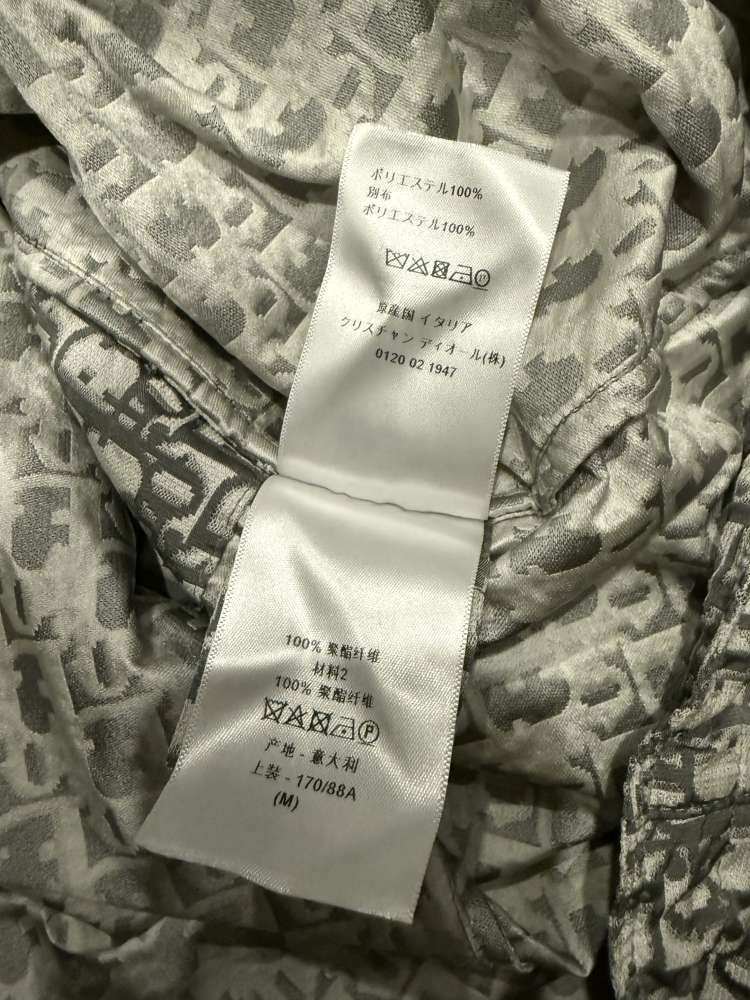 ポリエステル100%
別布
ポリエステル100%
原産国 イタリア
クリスチャン ディオール(株)
0120 02 1947
100% 聚酯纤维
材料2
100% 聚酯纤维
P
产地 - 意大利
上装 - 170/88A
(M)